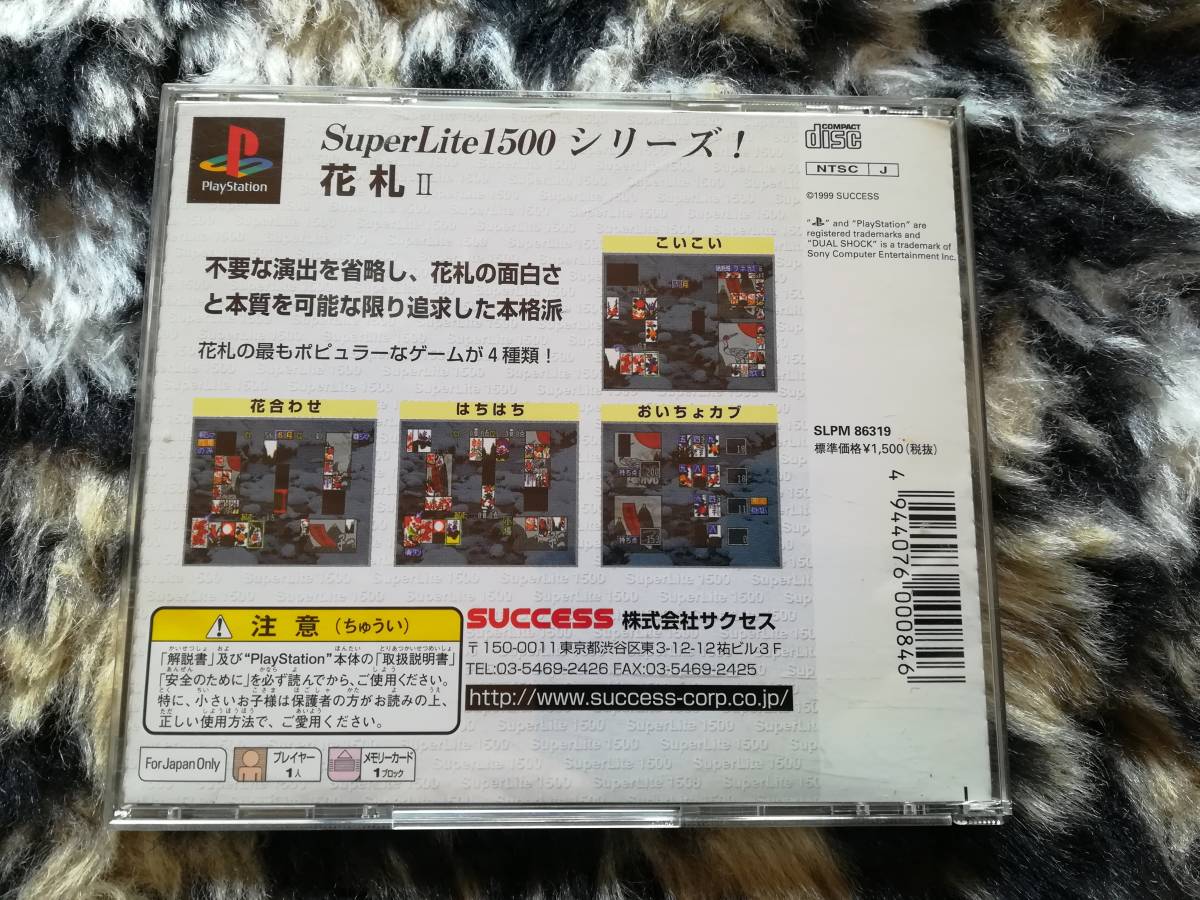 PlayStation
SuperLite1500 シリーズ！
花札 II
COMPACT
disc
NTSC J
©1999 SUCCESS
" " and "PlayStation" are
registered trademarks and
"DUAL SHOCK" is a trademark of
Sony Computer Entertainment Inc.
不要な演出を省略し、花札の面白さ
と本質を可能な限り追求した本格派
花札の最もポピュラーなゲームが4種類！
こいこい
花合わせ
はちはち
おいちょカブ
SLPM 86319
標準価格¥1,500(税抜)
4 944076 000846
注意 (ちゅうい)
「解説書」及び"PlayStation"本体の「取扱説明書」
「安全のために」を必ず読んでから、ご使用ください。
特に、小さいお子様は保護者の方がお読みの上、
正しい使用方法で、ご愛用ください。
SUCCESS 株式会社サクセス
〒150-0011 東京都渋谷区東3-12-12祐ビル3F
TEL:03-5469-2426 FAX:03-5469-2425
http://www.success-corp.co.jp/
For Japan Only
プレイヤー
1人
メモリーカード
1ブロック